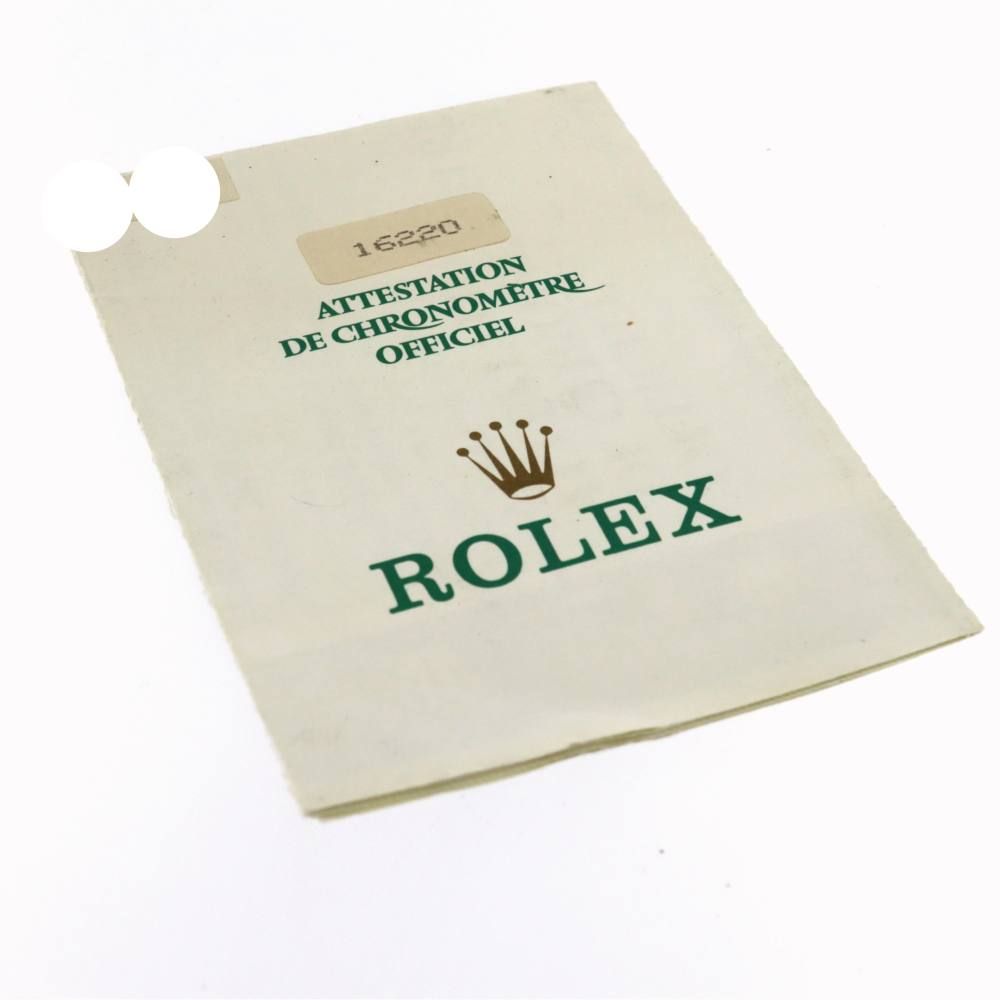 16220
ATTESTATION
DE CHRONOMÈTRE
OFFICIEL
ROLEX